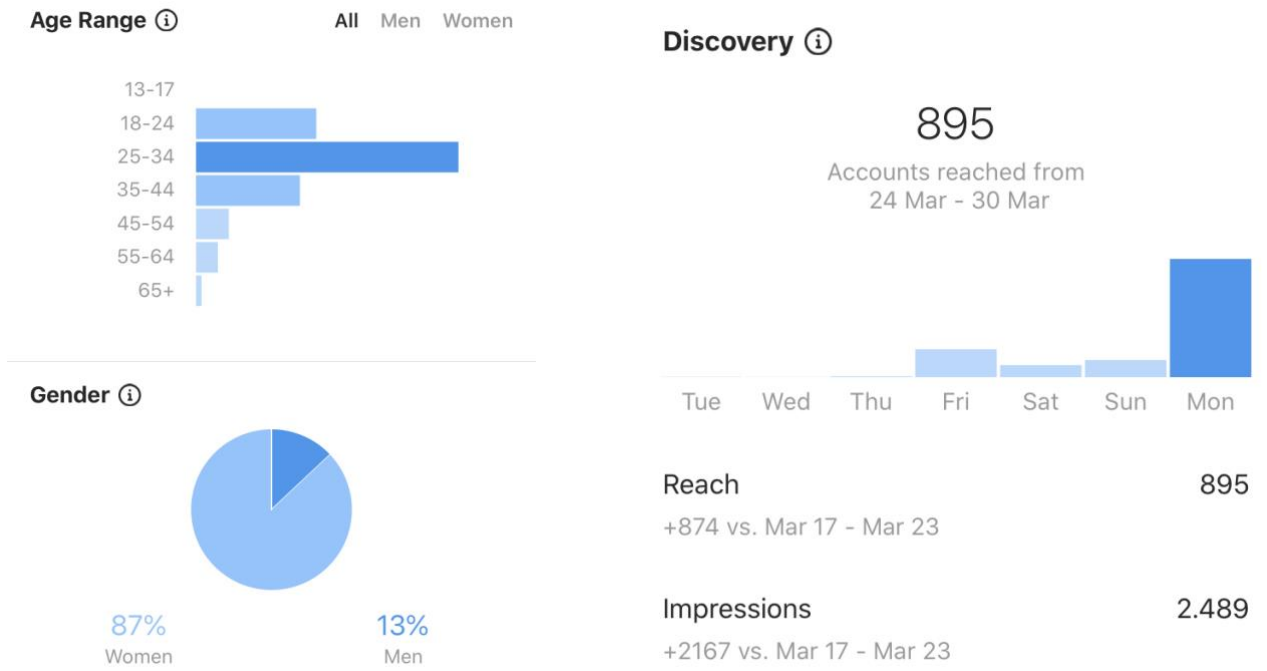 Age Range
All Men Women
13-17
18-24
25-34
35-44
45-54
55-64
65+
Gender
87% 13%
Women Men
Discovery
895
Accounts reached from
24 Mar - 30 Mar
Tue Wed Thu Fri Sat Sun Mon
Reach 895
+874 vs. Mar 17 - Mar 23
Impressions 2.489
+2167 vs. Mar 17 - Mar 23